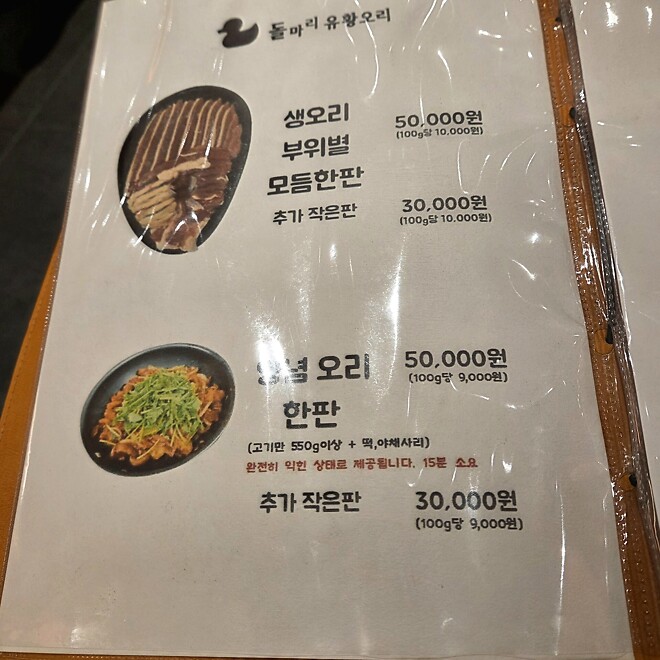 돌마리 유황오리
생오리
부위별
모듬한판
50,000원
(100g당 10,000원)
추가 작은판
30,000원
(100g당 10,000원)
양념 오리
한판
50,000원
(100g당 9,000원)
(고기만 550g이상 + 떡,야채사리)
완전히 익힌 상태로 제공됩니다. 15분 소요
추가 작은판
30,000원
(100g당 9,000원)